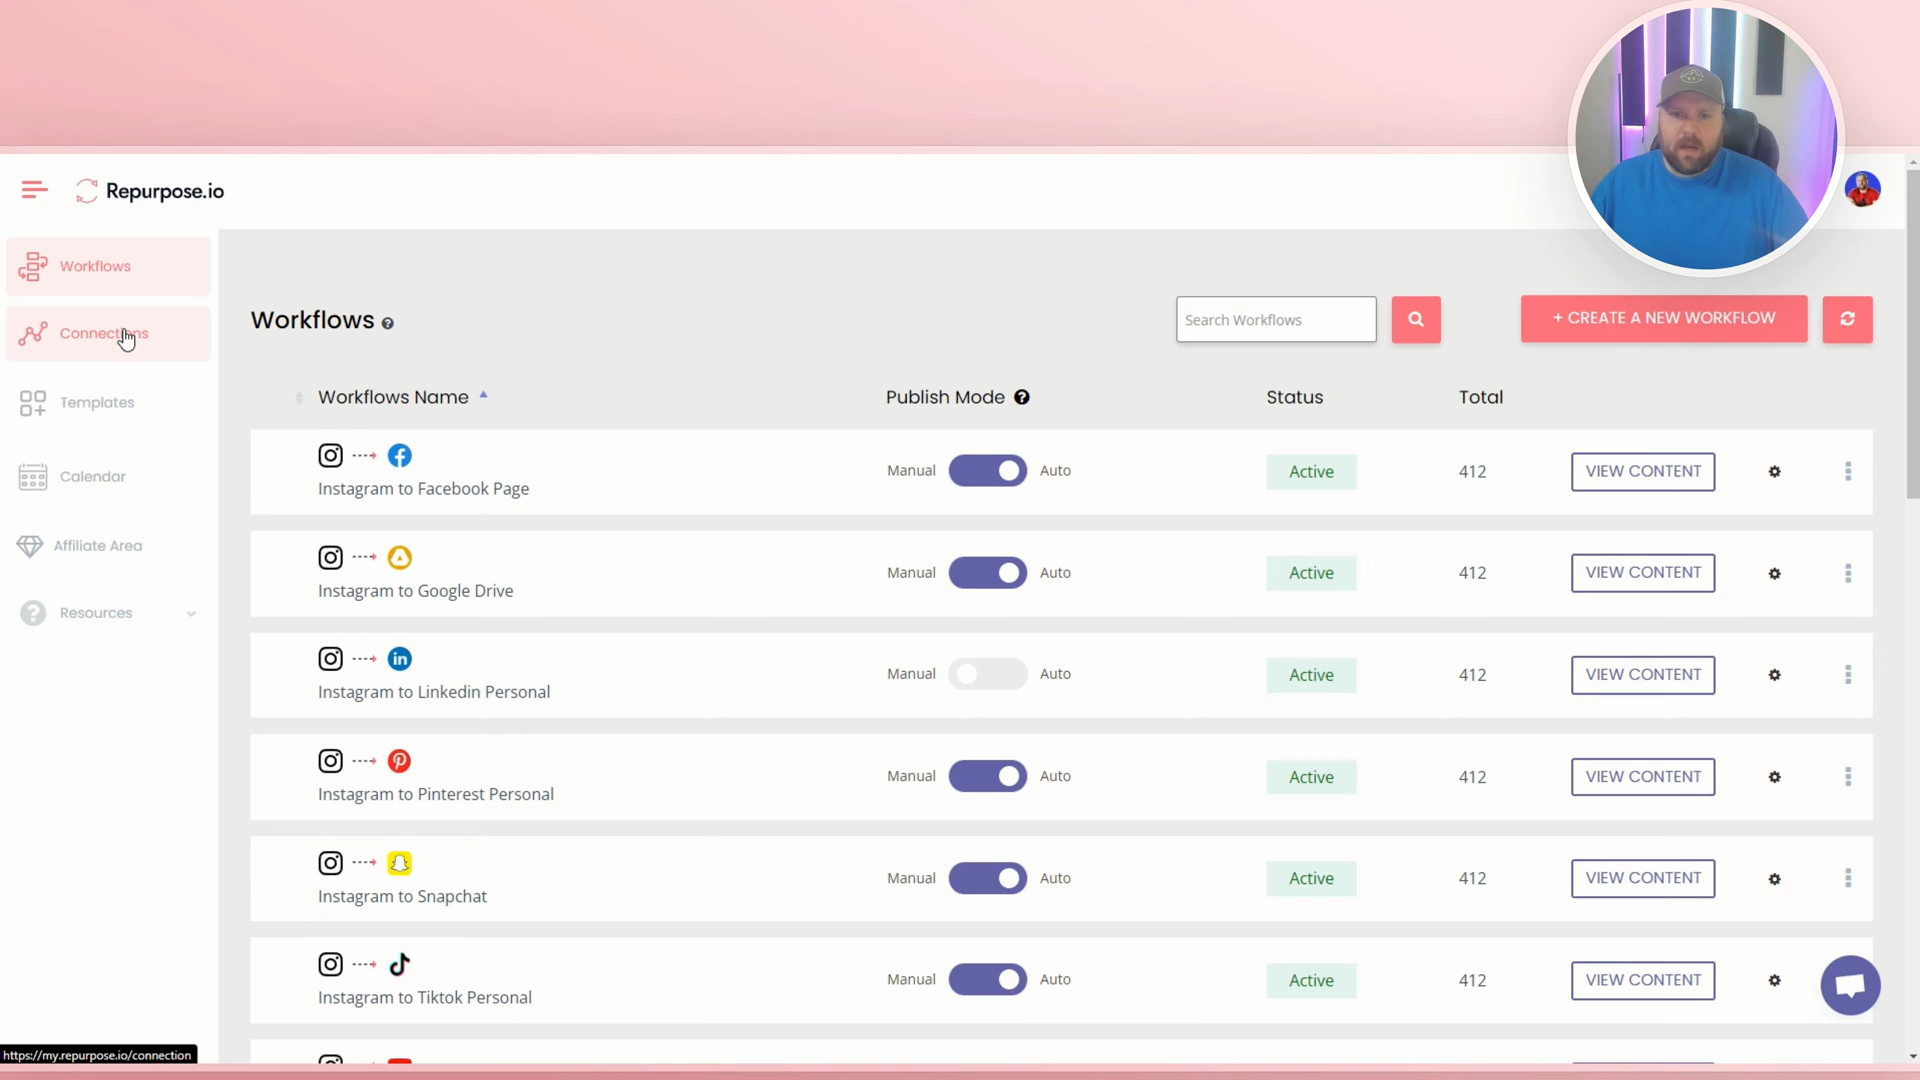 Repurpose.io
Workflows
Connections
Templates
Calendar
Affiliate Area
Resources
Workflows
Search Workflows
+ CREATE A NEW WORKFLOW
Workflows Name
Publish Mode
Status
Total
Instagram to Facebook Page
Manual
Auto
Active
412
VIEW CONTENT
Instagram to Google Drive
Manual
Auto
Active
412
VIEW CONTENT
Instagram to Linkedin Personal
Manual
Auto
Active
412
VIEW CONTENT
Instagram to Pinterest Personal
Manual
Auto
Active
412
VIEW CONTENT
Instagram to Snapchat
Manual
Auto
Active
412
VIEW CONTENT
Instagram to Tiktok Personal
Manual
Auto
Active
412
VIEW CONTENT
https://my.repurpose.io/connection